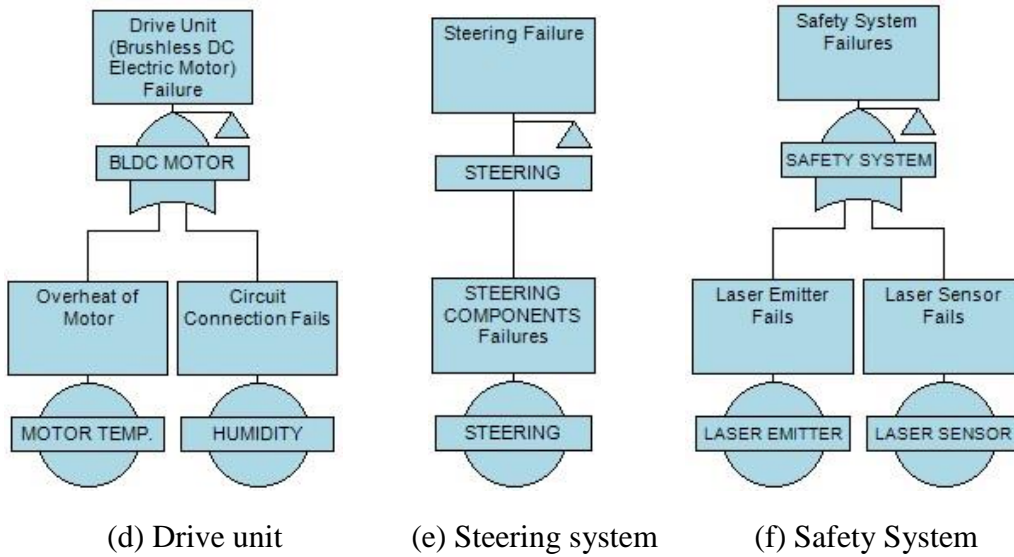 Drive Unit
(Brushless DC
Electric Motor)
Failure
BLDC MOTOR
Overheat of
Motor
Circuit
Connection Fails
MOTOR TEMP.
HUMIDITY
(d) Drive unit
Steering Failure
STEERING
STEERING
COMPONENTS
Failures
STEERING
(e) Steering system
Safety System
Failures
SAFETY SYSTEM
Laser Emitter
Fails
Laser Sensor
Fails
LASER EMITTER
LASER SENSOR
(f) Safety System